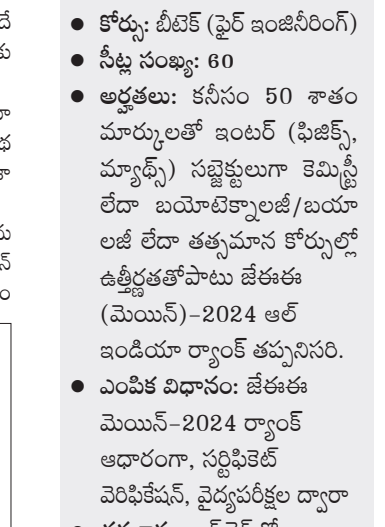 ● కోర్సు: బీటెక్ (ఫైర్ ఇంజినీరింగ్)
● సీట్ల సంఖ్య: 60
● అర్హతలు: కనీసం 50 శాతం
మార్కులతో ఇంటర్ (ఫిజిక్స్,
మ్యాథ్స్) సబ్జెక్టులుగా కెమిస్ట్రీ
లేదా బయోటెక్నాలజీ/బయా
లజీ లేదా తత్సమాన కోర్సుల్లో
ఉత్తీర్ణతతోపాటు జేఈఈ
(మెయిన్)–2024 ఆల్
ఇండియా ర్యాంక్ తప్పనిసరి.
● ఎంపిక విధానం: జేఈఈ
మెయిన్–2024 ర్యాంక్
ఆధారంగా, సర్టిఫికెట్
వెరిఫికేషన్, వైద్యపరీక్షల ద్వారా